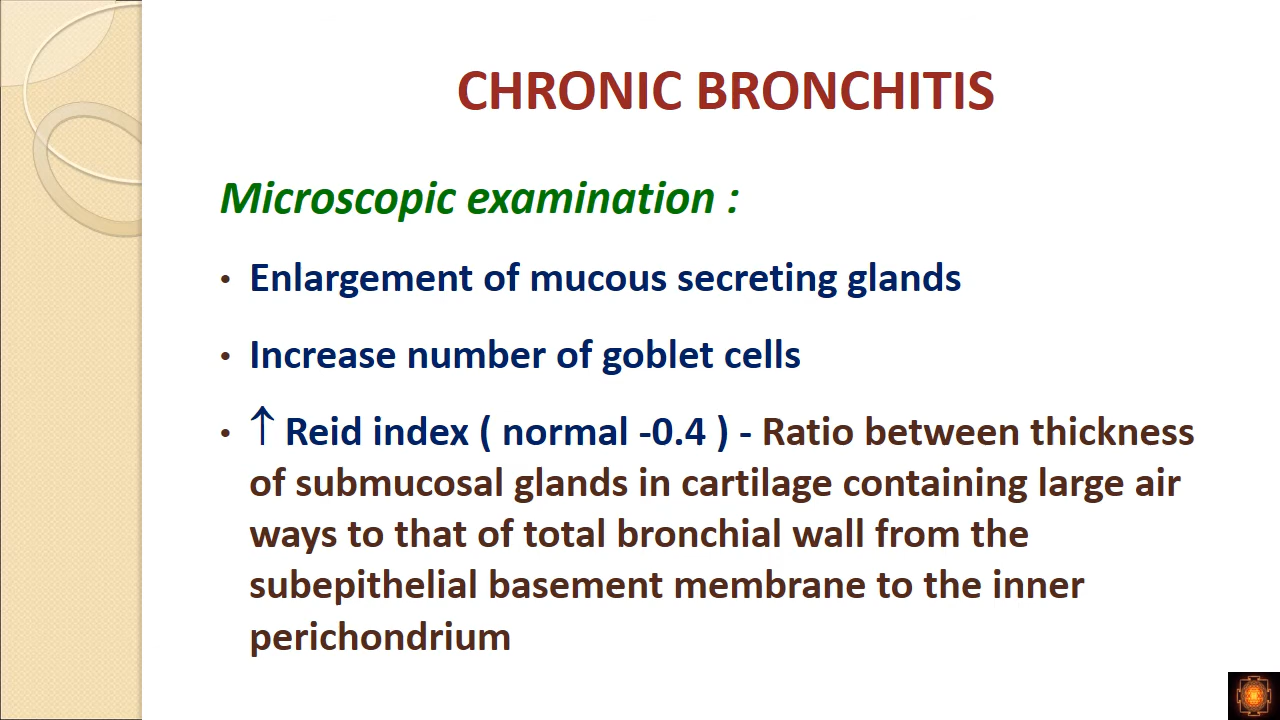 CHRONIC BRONCHITIS
Microscopic examination :
• Enlargement of mucous secreting glands
• Increase number of goblet cells
• ↑ Reid index ( normal -0.4 ) - Ratio between thickness
of submucosal glands in cartilage containing large air
ways to that of total bronchial wall from the
subepithelial basement membrane to the inner
perichondrium